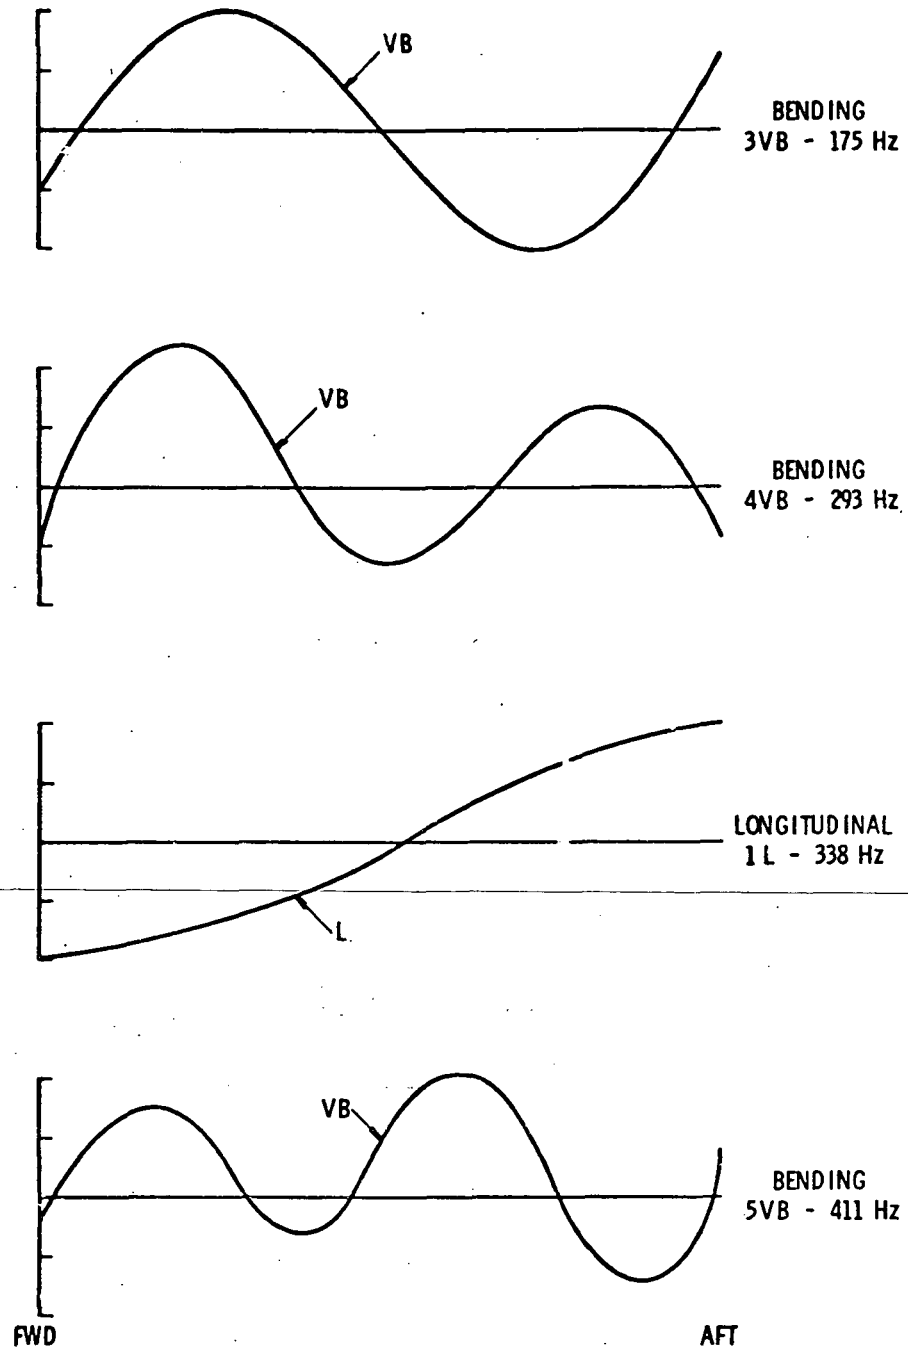 VB
BENDING
3VB - 175 Hz
VB
BENDING
4VB - 293 Hz
LONGITUDINAL
1L - 338 Hz
L
VB
BENDING
5VB - 411 Hz
FWD
AFT